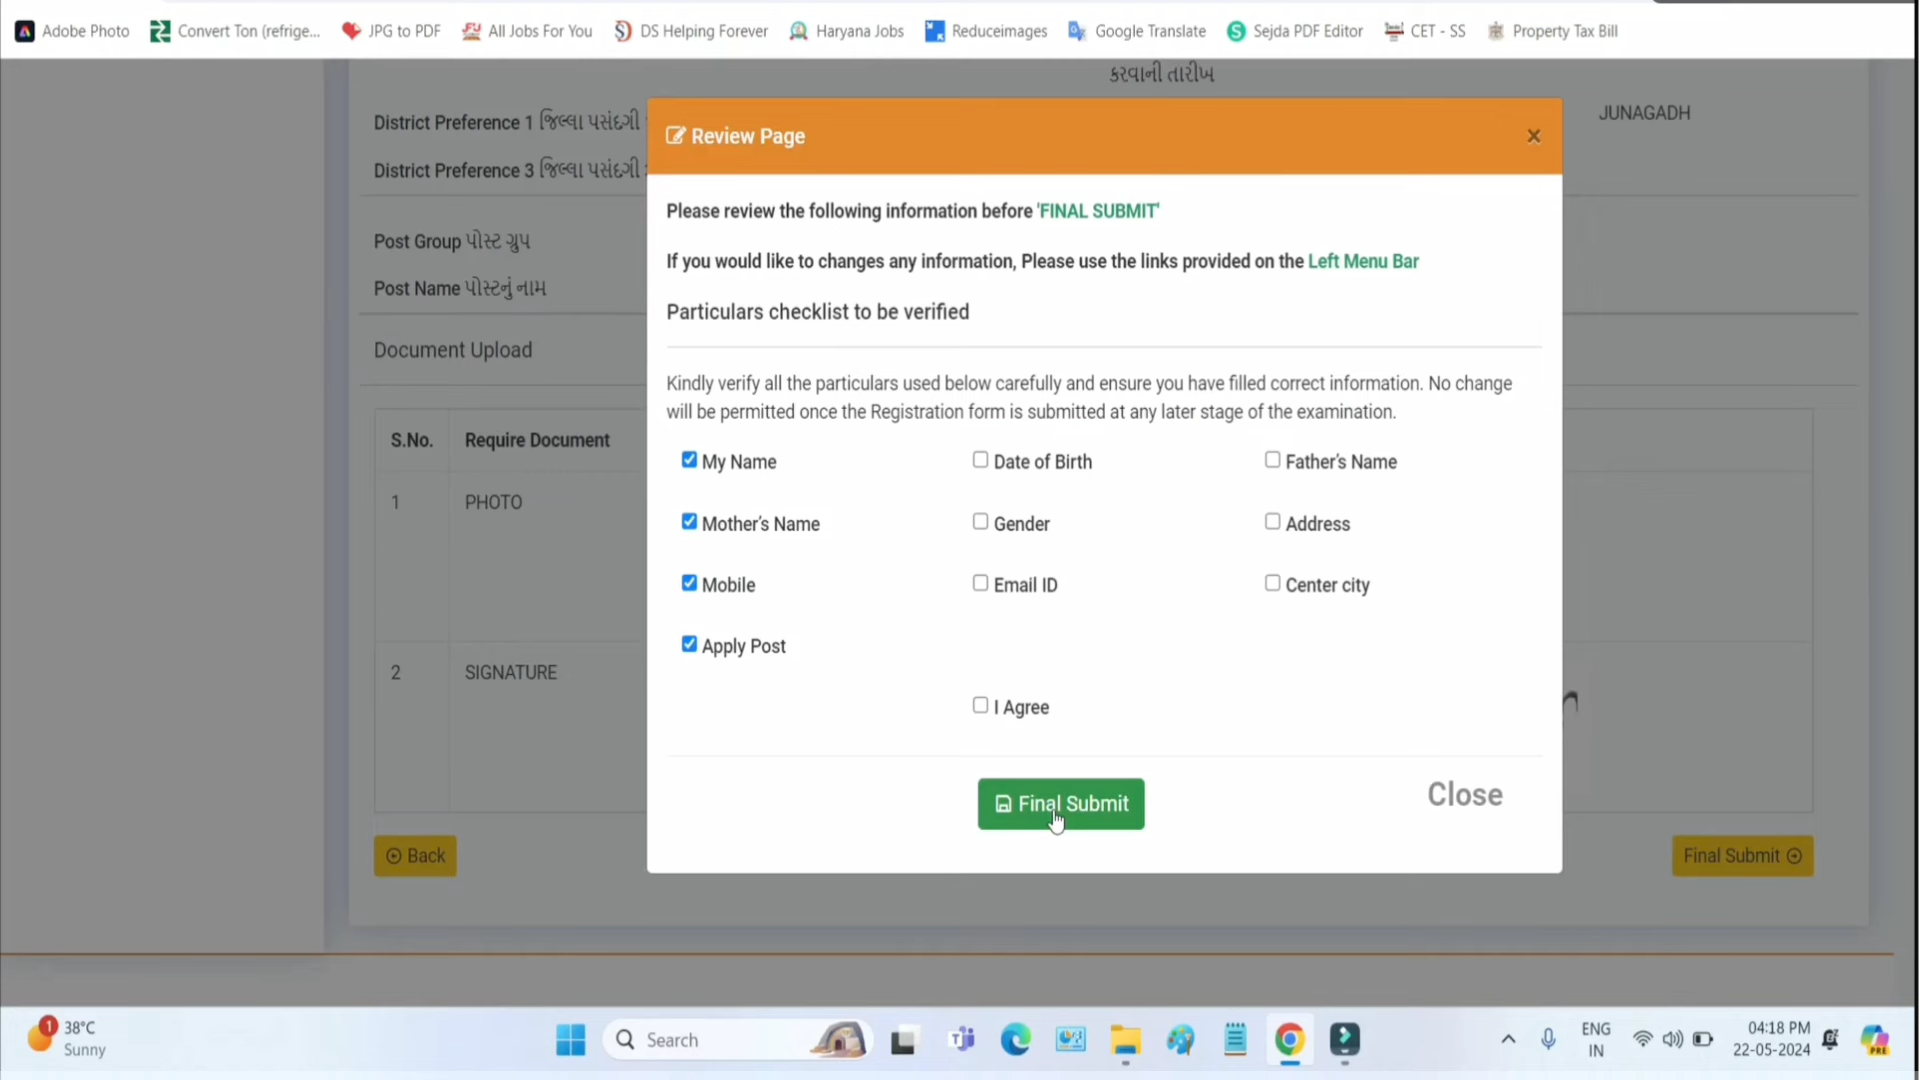 Adobe Photo Convert Ton (refrige... JPG to PDF All Jobs For You DS Helping Forever Haryana Jobs Reduceimages Google Translate Sejda PDF Editor CET - SS Property Tax Bill
કરવાની તારીખ
District Preference 1 જિલ્લા પસંદગી
JUNAGADH
District Preference 3 જિલ્લા પસંદગી
Post Group પોસ્ટ ગ્રુપ
Post Name પોસ્ટનું નામ
Document Upload
S.No. Require Document
1 PHOTO
2 SIGNATURE
Back
Final Submit
Review Page ×
Please review the following information before 'FINAL SUBMIT'
If you would like to changes any information, Please use the links provided on the Left Menu Bar
Particulars checklist to be verified
Kindly verify all the particulars used below carefully and ensure you have filled correct information. No change
will be permitted once the Registration form is submitted at any later stage of the examination.
My Name Date of Birth Father's Name
Mother's Name Gender Address
Mobile Email ID Center city
Apply Post
I Agree
Final Submit Close
1 38°C
Sunny
Search
ENG
IN
04:18 PM
22-05-2024
PRE